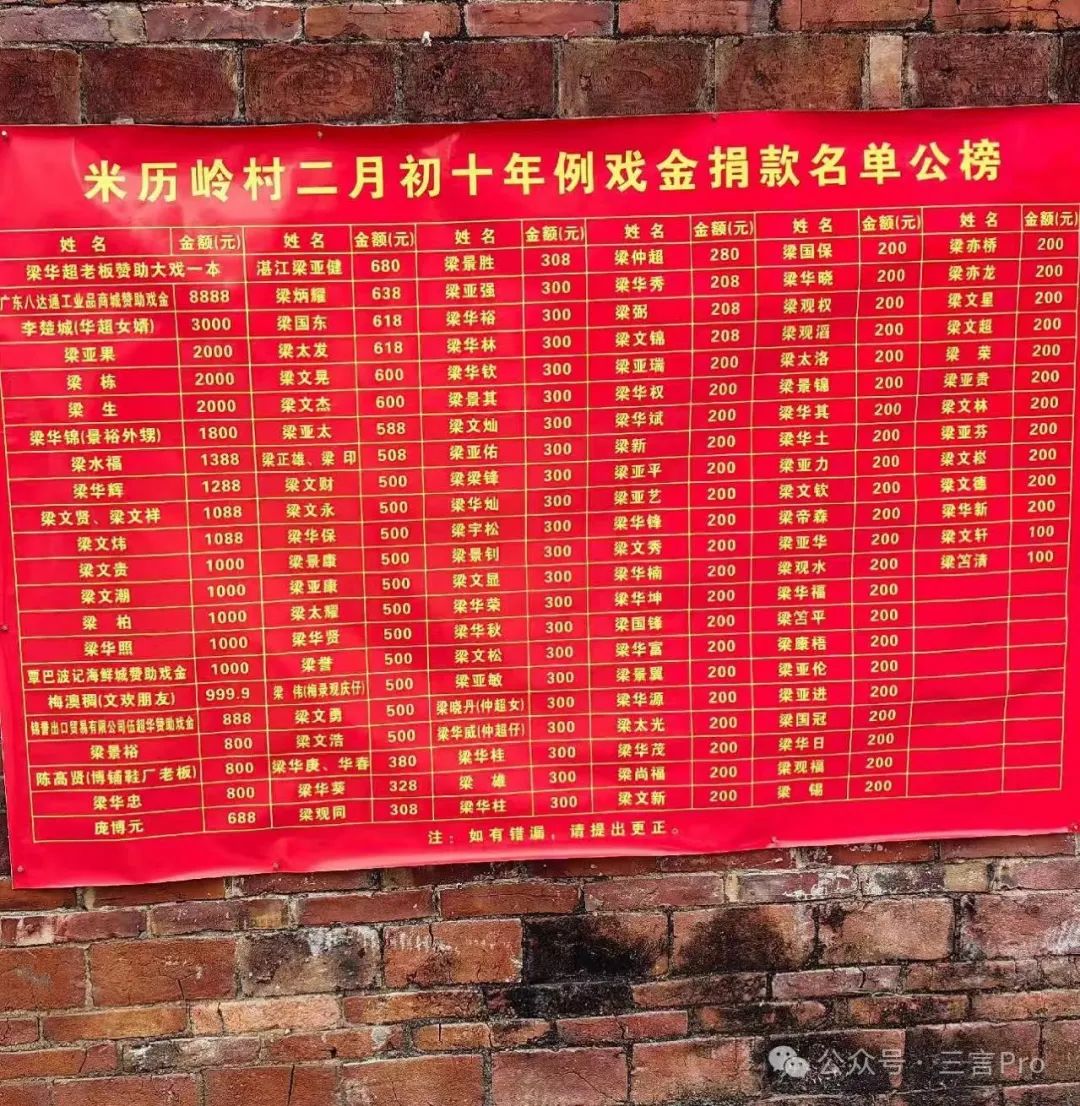 米历岭村二月初十年例戏金捐款名单公榜
姓 名 金额(元)
梁华超老板赞助大戏一本
广东八达通工业品商城赞助戏金 8888
李楚城(华超女婿) 3000
梁亚果 2000
梁 栋 2000
梁 生 2000
梁华锦(景裕外甥) 1800
梁水福 1388
梁华辉 1288
梁文贤、梁文祥 1088
梁文炜 1088
梁文贵 1000
梁文潮 1000
梁 柏 1000
梁华照 1000
覃巴波记海鲜城赞助戏金 1000
梅澳稠(文欢朋友) 999.9
锦誉出口贸易有限公司伍超华赞助戏金 888
梁景裕 800
陈高贤(博铺鞋厂老板) 800
梁华忠 800
庞博元 688
姓 名 金额(元)
湛江梁亚健 680
梁炳耀 638
梁国东 618
梁太发 618
梁文晃 600
梁文杰 600
梁亚太 588
梁正雄、梁 印 508
梁文财 500
梁文永 500
梁华保 500
梁景康 500
梁亚康 500
梁太耀 500
梁华贤 500
梁誉 500
梁 伟(梅景观庆仔) 500
梁文勇 500
梁文浩 500
梁华庚、华春 380
梁华葵 328
梁观同 308
姓 名 金额(元)
梁景胜 308
梁亚强 300
梁华裕 300
梁华林 300
梁华钦 300
梁景其 300
梁文灿 300
梁亚佑 300
梁梁锋 300
梁华灿 300
梁宇松 300
梁景钊 300
梁文显 300
梁华荣 300
梁华秋 300
梁文松 300
梁亚敏 300
梁晓丹(仲超女) 300
梁华威(仲超仔) 300
梁华桂 300
梁 雄 300
梁华柱 300
姓 名 金额(元)
梁仲超 280
梁华秀 208
梁弼 208
梁文锦 208
梁亚瑞 200
梁华权 200
梁华斌 200
梁新 200
梁亚平 200
梁亚艺 200
梁华锋 200
梁文秀 200
梁华楠 200
梁华坤 200
梁国锋 200
梁华富 200
梁景翼 200
梁华源 200
梁太光 200
梁华茂 200
梁尚福 200
梁文新 200
姓 名 金额(元)
梁国保 200
梁华晓 200
梁观权 200
梁观滔 200
梁太洛 200
梁景锦 200
梁华其 200
梁华土 200
梁亚力 200
梁文钦 200
梁帝森 200
梁亚华 200
梁观水 200
梁华福 200
梁笘平 200
梁康梧 200
梁亚伦 200
梁亚进 200
梁国冠 200
梁华日 200
梁观福 200
梁 锡 200
姓 名 金额(元)
梁亦桥 200
梁亦龙 200
梁文星 200
梁文超 200
梁 荣 200
梁亚贵 200
梁文林 200
梁亚芬 200
梁文崧 200
梁文德 200
梁华新 200
梁文轩 100
梁笘清 100
注:如有错漏,请提出更正。
公众号·三言Pro